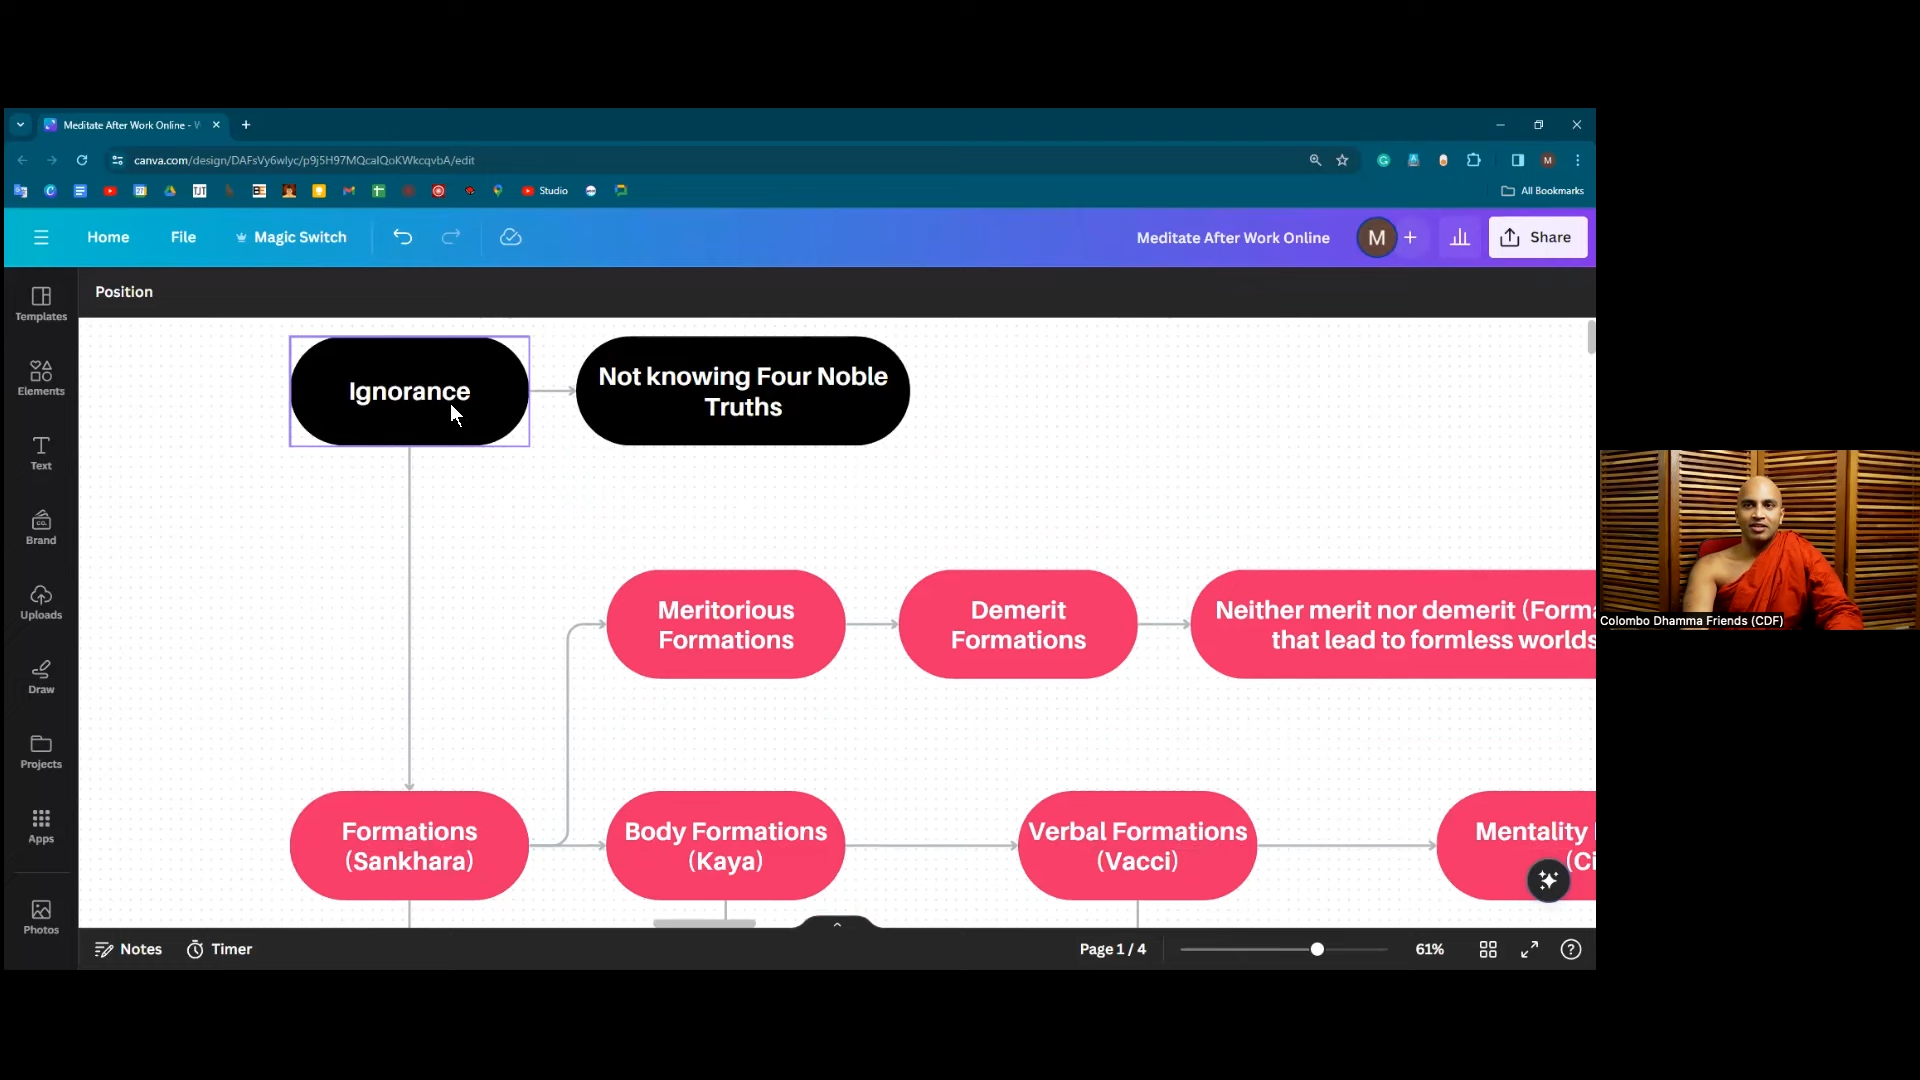 Meditate After Work Online -
canva.com/design/DAFsVy6wlyc/p9j5H97MQcalQoKWkcqvbA/edit
Studio
All Bookmarks
Home
File
Magic Switch
Meditate After Work Online
M
Share
Position
Templates
Elements
Text
Brand
Uploads
Draw
Projects
Apps
Photos
Ignorance
Not knowing Four Noble
Truths
Meritorious
Formations
Demerit
Formations
Neither merit nor demerit (Forma
that lead to formless worlds
Formations
(Sankhara)
Body Formations
(Kaya)
Verbal Formations
(Vacci)
Mentality
(Ci
Colombo Dhamma Friends (CDF)
Notes
Timer
Page 1 / 4
61%